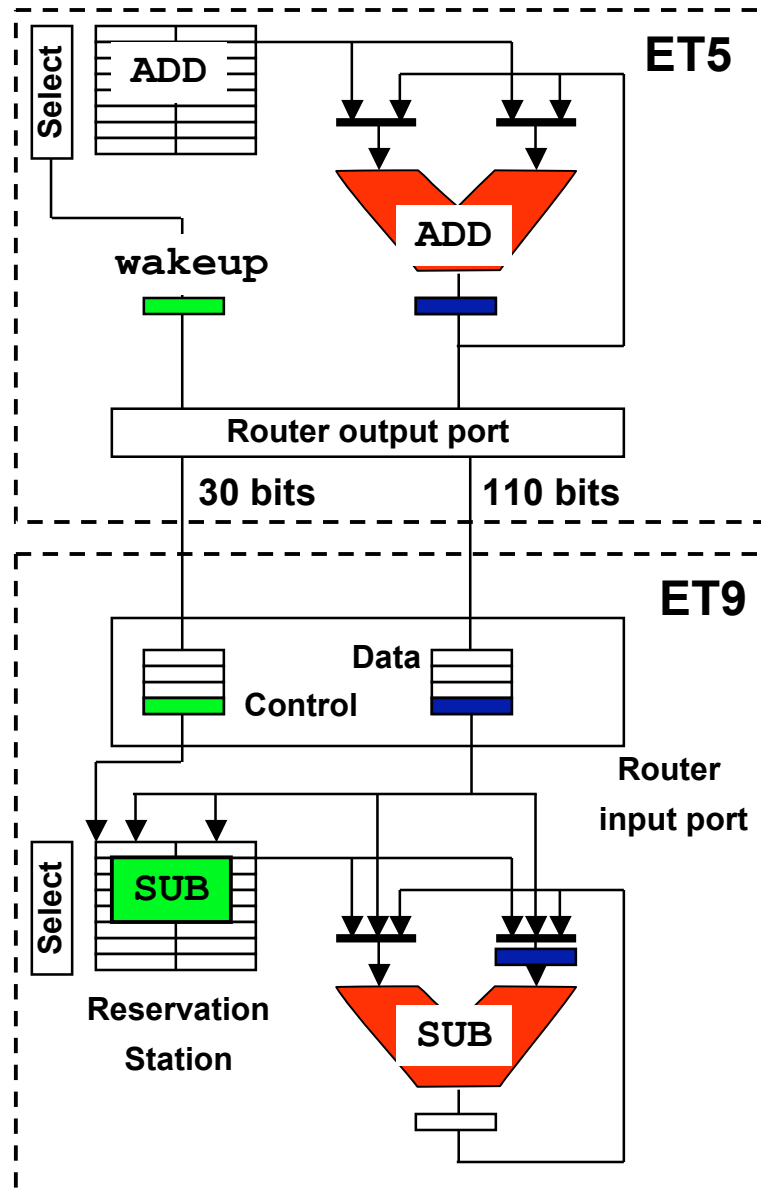 ET5
Select
ADD
ADD
wakeup
Router output port
30 bits
110 bits
ET9
Data
Control
Router
input port
Select
SUB
SUB
Reservation
Station